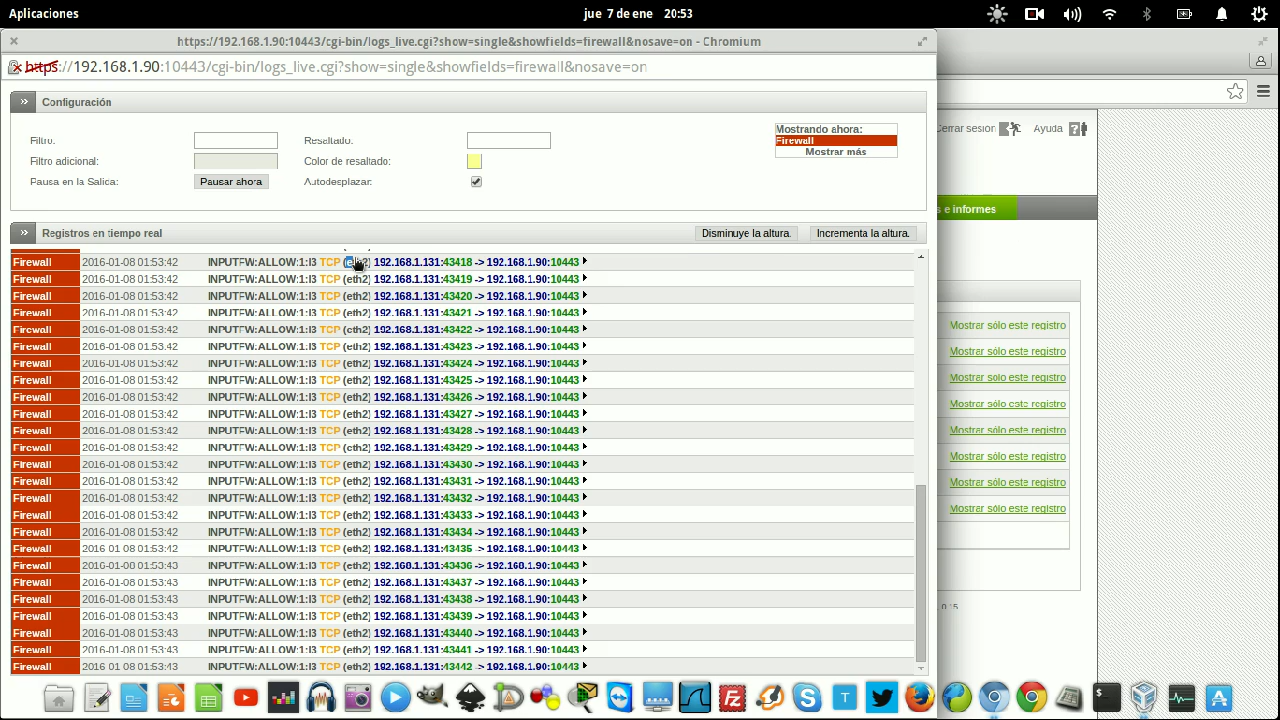 Aplicaciones
jue 7 de ene 20:53
https://192.168.1.90:10443/cgi-bin/logs_live.cgi?show=single&showfields=firewall&nosave=on - Chromium
https://192.168.1.90:10443/cgi-bin/logs_live.cgi?show=single&showfields=firewall&nosave=on
Configuración
Filtro:
Resaltado:
Mostrando ahora:
Firewall
Mostrar más
Filtro adicional:
Color de resaltado:
Pausa en la Salica:
Pausar ahora
Autodesplazar:
Cerrar sesion
Ayuda
s e informes
Registros en tiempo real
Disminuye la altura.
Incrementa la altura.
Firewall 2016-01-08 01:53:42 INPUTFW:ALLOW:1:I3 TCP (eth2) 192.168.1.131:43418 -> 192.168.1.90:10443
Firewall 2016-01-08 01:53:42 INPUTFW:ALLOW:1:I3 TCP (eth2) 192.168.1.131:43419 -> 192.168.1.90:10443
Firewall 2016-01-08 01:53:42 INPUTFW:ALLOW:1:I3 TCP (eth2) 192.168.1.131:43420 -> 192.168.1.90:10443
Firewall 2016-01-08 01:53:42 INPUTFW:ALLOW:1:I3 TCP (eth2) 192.168.1.131:43421 -> 192.168.1.90:10443
Firewall 2016-01-08 01:53:42 INPUTFW:ALLOW:1:I3 TCP (eth2) 192.168.1.131:43422 -> 192.168.1.90:10443
Firewall 2016-01-08 01:53:42 INPUTFW:ALLOW:1:I3 TCP (eth2) 192.168.1.131:43423 -> 192.168.1.90:10443
Firewall 2016-01-08 01:53:42 INPUTFW:ALLOW:1:I3 TCP (eth2) 192.168.1.131:43424 -> 192.168.1.90:10443
Firewall 2016-01-08 01:53:42 INPUTFW:ALLOW:1:I3 TCP (eth2) 192.168.1.131:43425 -> 192.168.1.90:10443
Firewall 2016-01-08 01:53:42 INPUTFW:ALLOW:1:I3 TCP (eth2) 192.168.1.131:43426 -> 192.168.1.90:10443
Firewall 2016-01-08 01:53:42 INPUTFW:ALLOW:1:I3 TCP (eth2) 192.168.1.131:43427 -> 192.168.1.90:10443
Firewall 2016-01-08 01:53:42 INPUTFW:ALLOW:1:I3 TCP (eth2) 192.168.1.131:43428 -> 192.168.1.90:10443
Firewall 2016-01-08 01:53:42 INPUTFW:ALLOW:1:I3 TCP (eth2) 192.168.1.131:43429 -> 192.168.1.90:10443
Firewall 2016-01-08 01:53:42 INPUTFW:ALLOW:1:I3 TCP (eth2) 192.168.1.131:43430 -> 192.168.1.90:10443
Firewall 2016-01-08 01:53:42 INPUTFW:ALLOW:1:I3 TCP (eth2) 192.168.1.131:43431 -> 192.168.1.90:10443
Firewall 2016-01-08 01:53:42 INPUTFW:ALLOW:1:I3 TCP (eth2) 192.168.1.131:43432 -> 192.168.1.90:10443
Firewall 2016-01-08 01:53:42 INPUTFW:ALLOW:1:I3 TCP (eth2) 192.168.1.131:43433 -> 192.168.1.90:10443
Firewall 2016-01-08 01:53:42 INPUTFW:ALLOW:1:I3 TCP (eth2) 192.168.1.131:43434 -> 192.168.1.90:10443
Firewall 2016-01-08 01:53:42 INPUTFW:ALLOW:1:I3 TCP (eth2) 192.168.1.131:43435 -> 192.168.1.90:10443
Firewall 2016-01-08 01:53:43 INPUTFW:ALLOW:1:I3 TCP (eth2) 192.168.1.131:43436 -> 192.168.1.90:10443
Firewall 2016-01-08 01:53:43 INPUTFW:ALLOW:1:I3 TCP (eth2) 192.168.1.131:43437 -> 192.168.1.90:10443
Firewall 2016-01-08 01:53:43 INPUTFW:ALLOW:1:I3 TCP (eth2) 192.168.1.131:43438 -> 192.168.1.90:10443
Firewall 2016-01-08 01:53:43 INPUTFW:ALLOW:1:I3 TCP (eth2) 192.168.1.131:43439 -> 192.168.1.90:10443
Firewall 2016-01-08 01:53:43 INPUTFW:ALLOW:1:I3 TCP (eth2) 192.168.1.131:43440 -> 192.168.1.90:10443
Firewall 2016-01-08 01:53:43 INPUTFW:ALLOW:1:I3 TCP (eth2) 192.168.1.131:43441 -> 192.168.1.90:10443
Firewall 2016-01-08 01:53:43 INPUTFW:ALLOW:1:I3 TCP (eth2) 192.168.1.131:43442 -> 192.168.1.90:10443
Mostrar sólo este registro
Mostrar sólo este registro
Mostrar sólo este registro
Mostrar sólo este registro
Mostrar sólo este registro
Mostrar sólo este registro
Mostrar sólo este registro
Mostrar sólo este registro
0.15